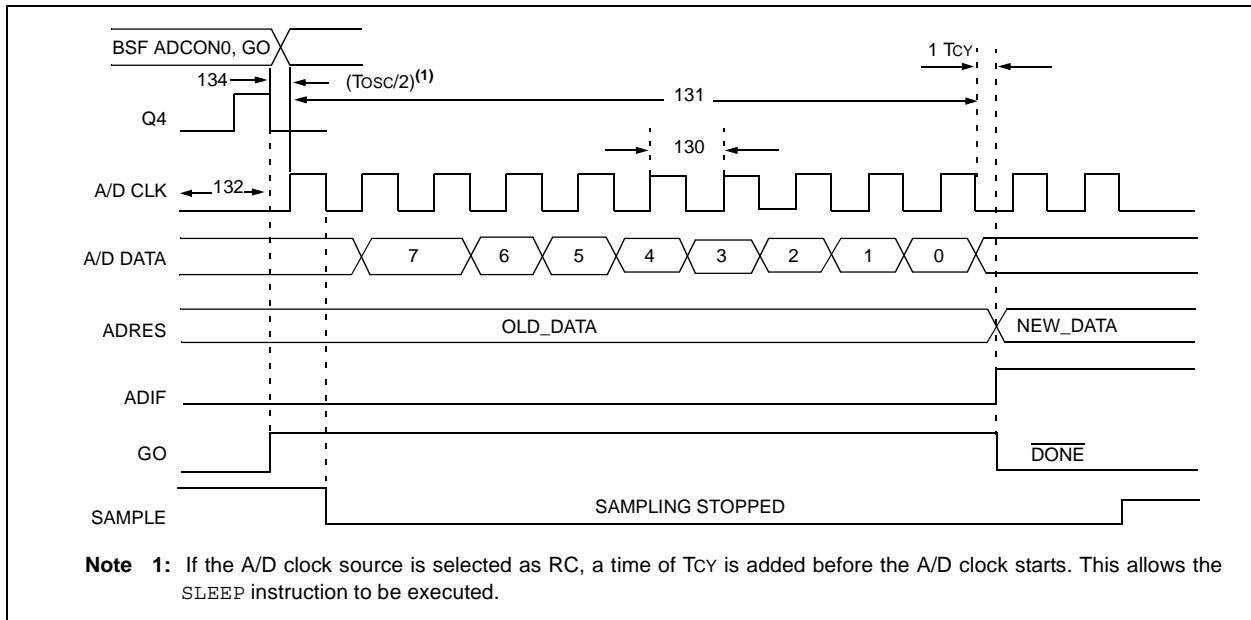 BSF ADCON0, GO
134
(TOSC/2)(1)
1 TCY
131
Q4
130
A/D CLK
132
A/D DATA
7 6 5 4 3 2 1 0
ADRES
OLD_DATA
NEW_DATA
ADIF
GO
DONE
SAMPLE
SAMPLING STOPPED
Note 1: If the A/D clock source is selected as RC, a time of TCY is added before the A/D clock starts. This allows the
SLEEP instruction to be executed.